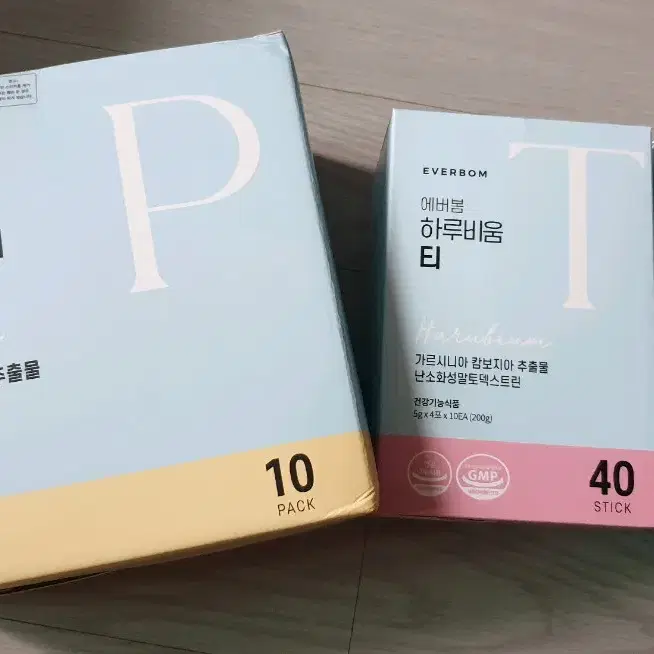 P
추출물
10
PACK
EVERBOM
T
에버봄
하루비움
티
Harubium
가르시니아 캄보지아 추출물
난소화성말토덱스트린
건강기능식품
5g x 4포 x 10EA (200g)
GMP
40
STICK